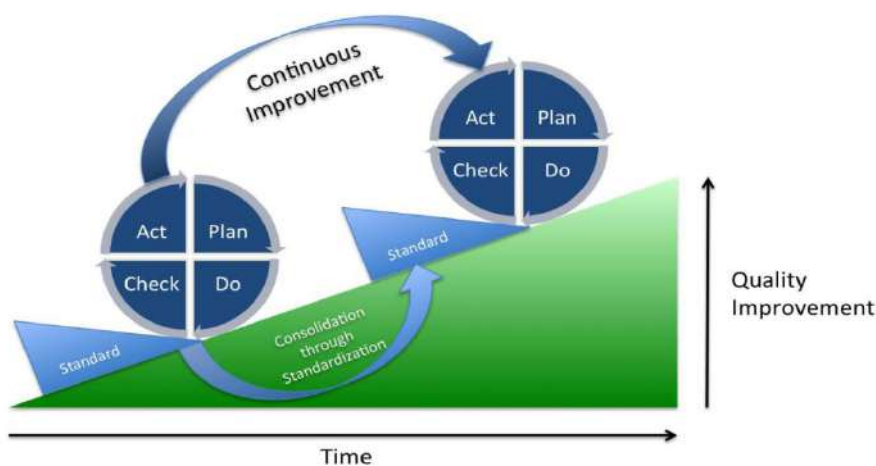 Continuous
Improvement
Act
Plan
Check
Do
Act
Plan
Check
Do
Standard
Standard
Consolidation
through
Standardization
Quality
Improvement
Time